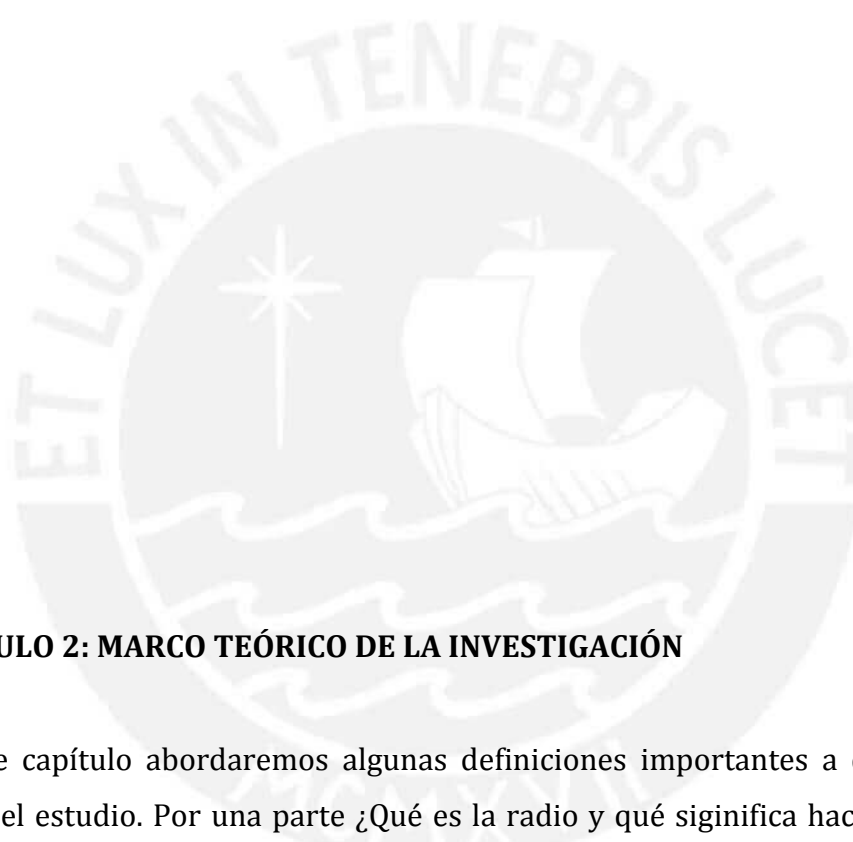 ET LUX IN TENEBRIS LUCET
ULO 2: MARCO TEÓRICO DE LA INVESTIGACIÓN
e capítulo abordaremos algunas definiciones importantes a
el estudio. Por una parte ¿Qué es la radio y qué siginifica hac
MCMXVII